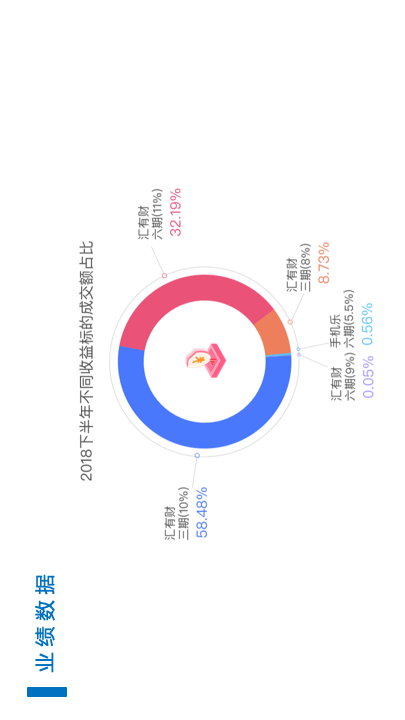 业绩数据
2018下半年不同收益标的成交额占比
汇有财
六期(11%)
32.19%
汇有财
三期(8%)
8.73%
手机乐
六期(5.5%)
0.56%
汇有财
六期(9%)
0.05%
汇有财
三期(10%)
58.48%